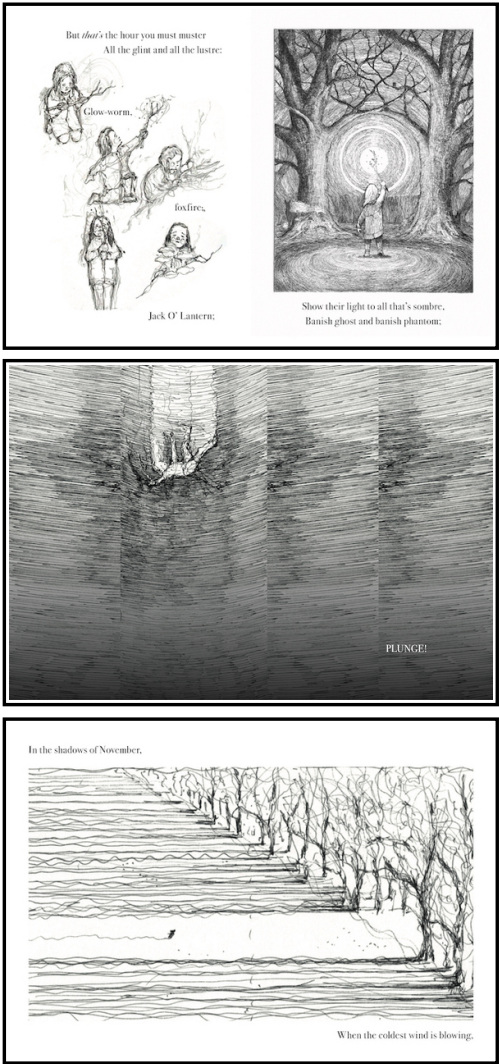 But that's the hour you must muster
All the glint and all the lustre:
Glow-worm,
foxfire;,
Jack O' Lantern;
Show their light to all that's sombre,
Banish ghost and banish phantom;
PLUNGE!
In the shadows of November,
When the coldest wind is blowing,